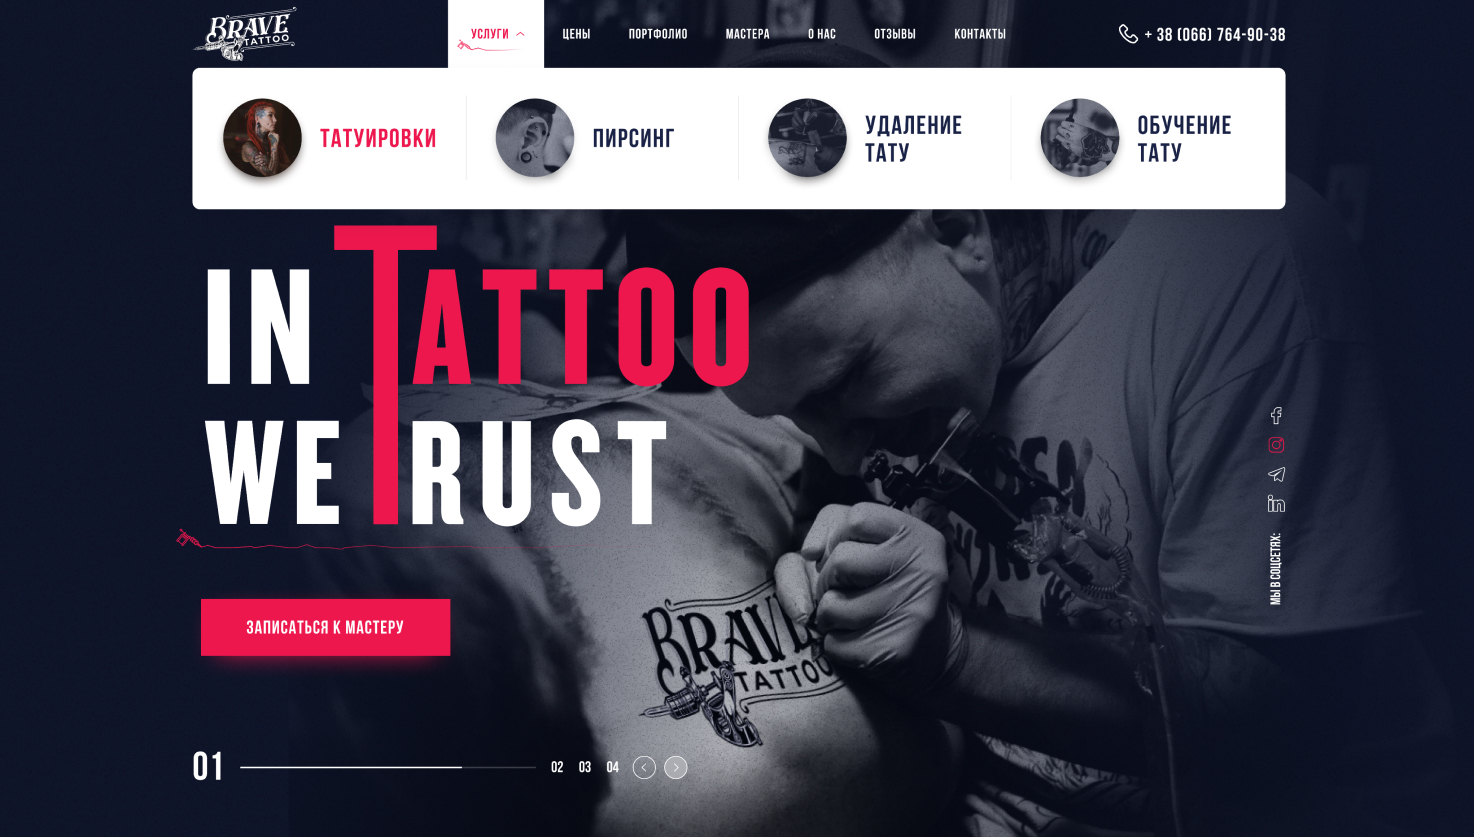 BRAVE
TATTOO
УСЛУГИ
ЦЕНЫ
ПОРТФОЛИО
МАСТЕРА
О НАС
ОТЗЫВЫ
КОНТАКТЫ
+ 38 (066) 764-90-38
ТАТУИРОВКИ
ПИРСИНГ
УДАЛЕНИЕ
ТАТУ
ОБУЧЕНИЕ
ТАТУ
IN TATTOO
WE TRUST
ЗАПИСАТЬСЯ К МАСТЕРУ
МЫ В СОЦСЕТЯХ:
BRAVE
TATTOO
01
02
03
04